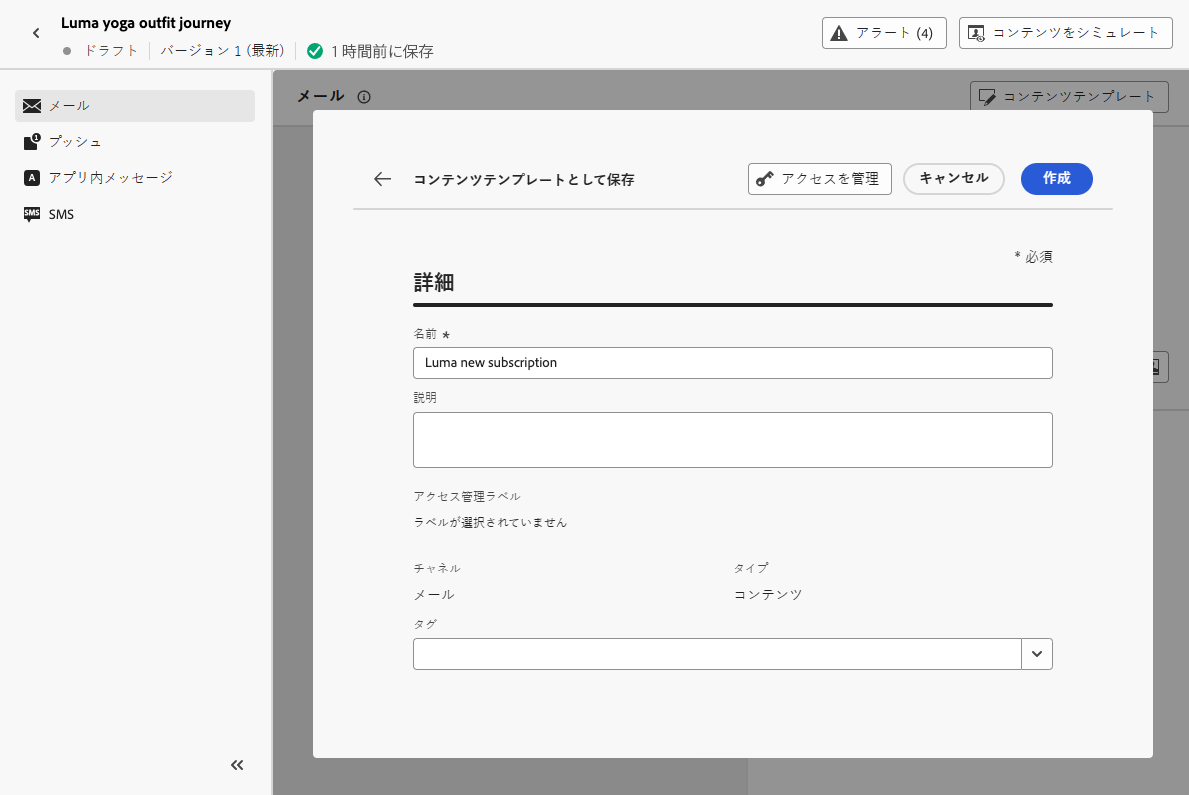 Luma yoga outfit journey
ドラフト バージョン 1 (最新) 1 時間前に保存
アラート (4)
コンテンツをシミュレート
メール
プッシュ
アプリ内メッセージ
SMS SMS
メール
コンテンツテンプレート
コンテンツテンプレートとして保存
アクセスを管理
キャンセル
作成
* 必須
詳細
名前 *
Luma new subscription
説明
アクセス管理ラベル
ラベルが選択されていません
チャネル タイプ
メール コンテンツ
タグ